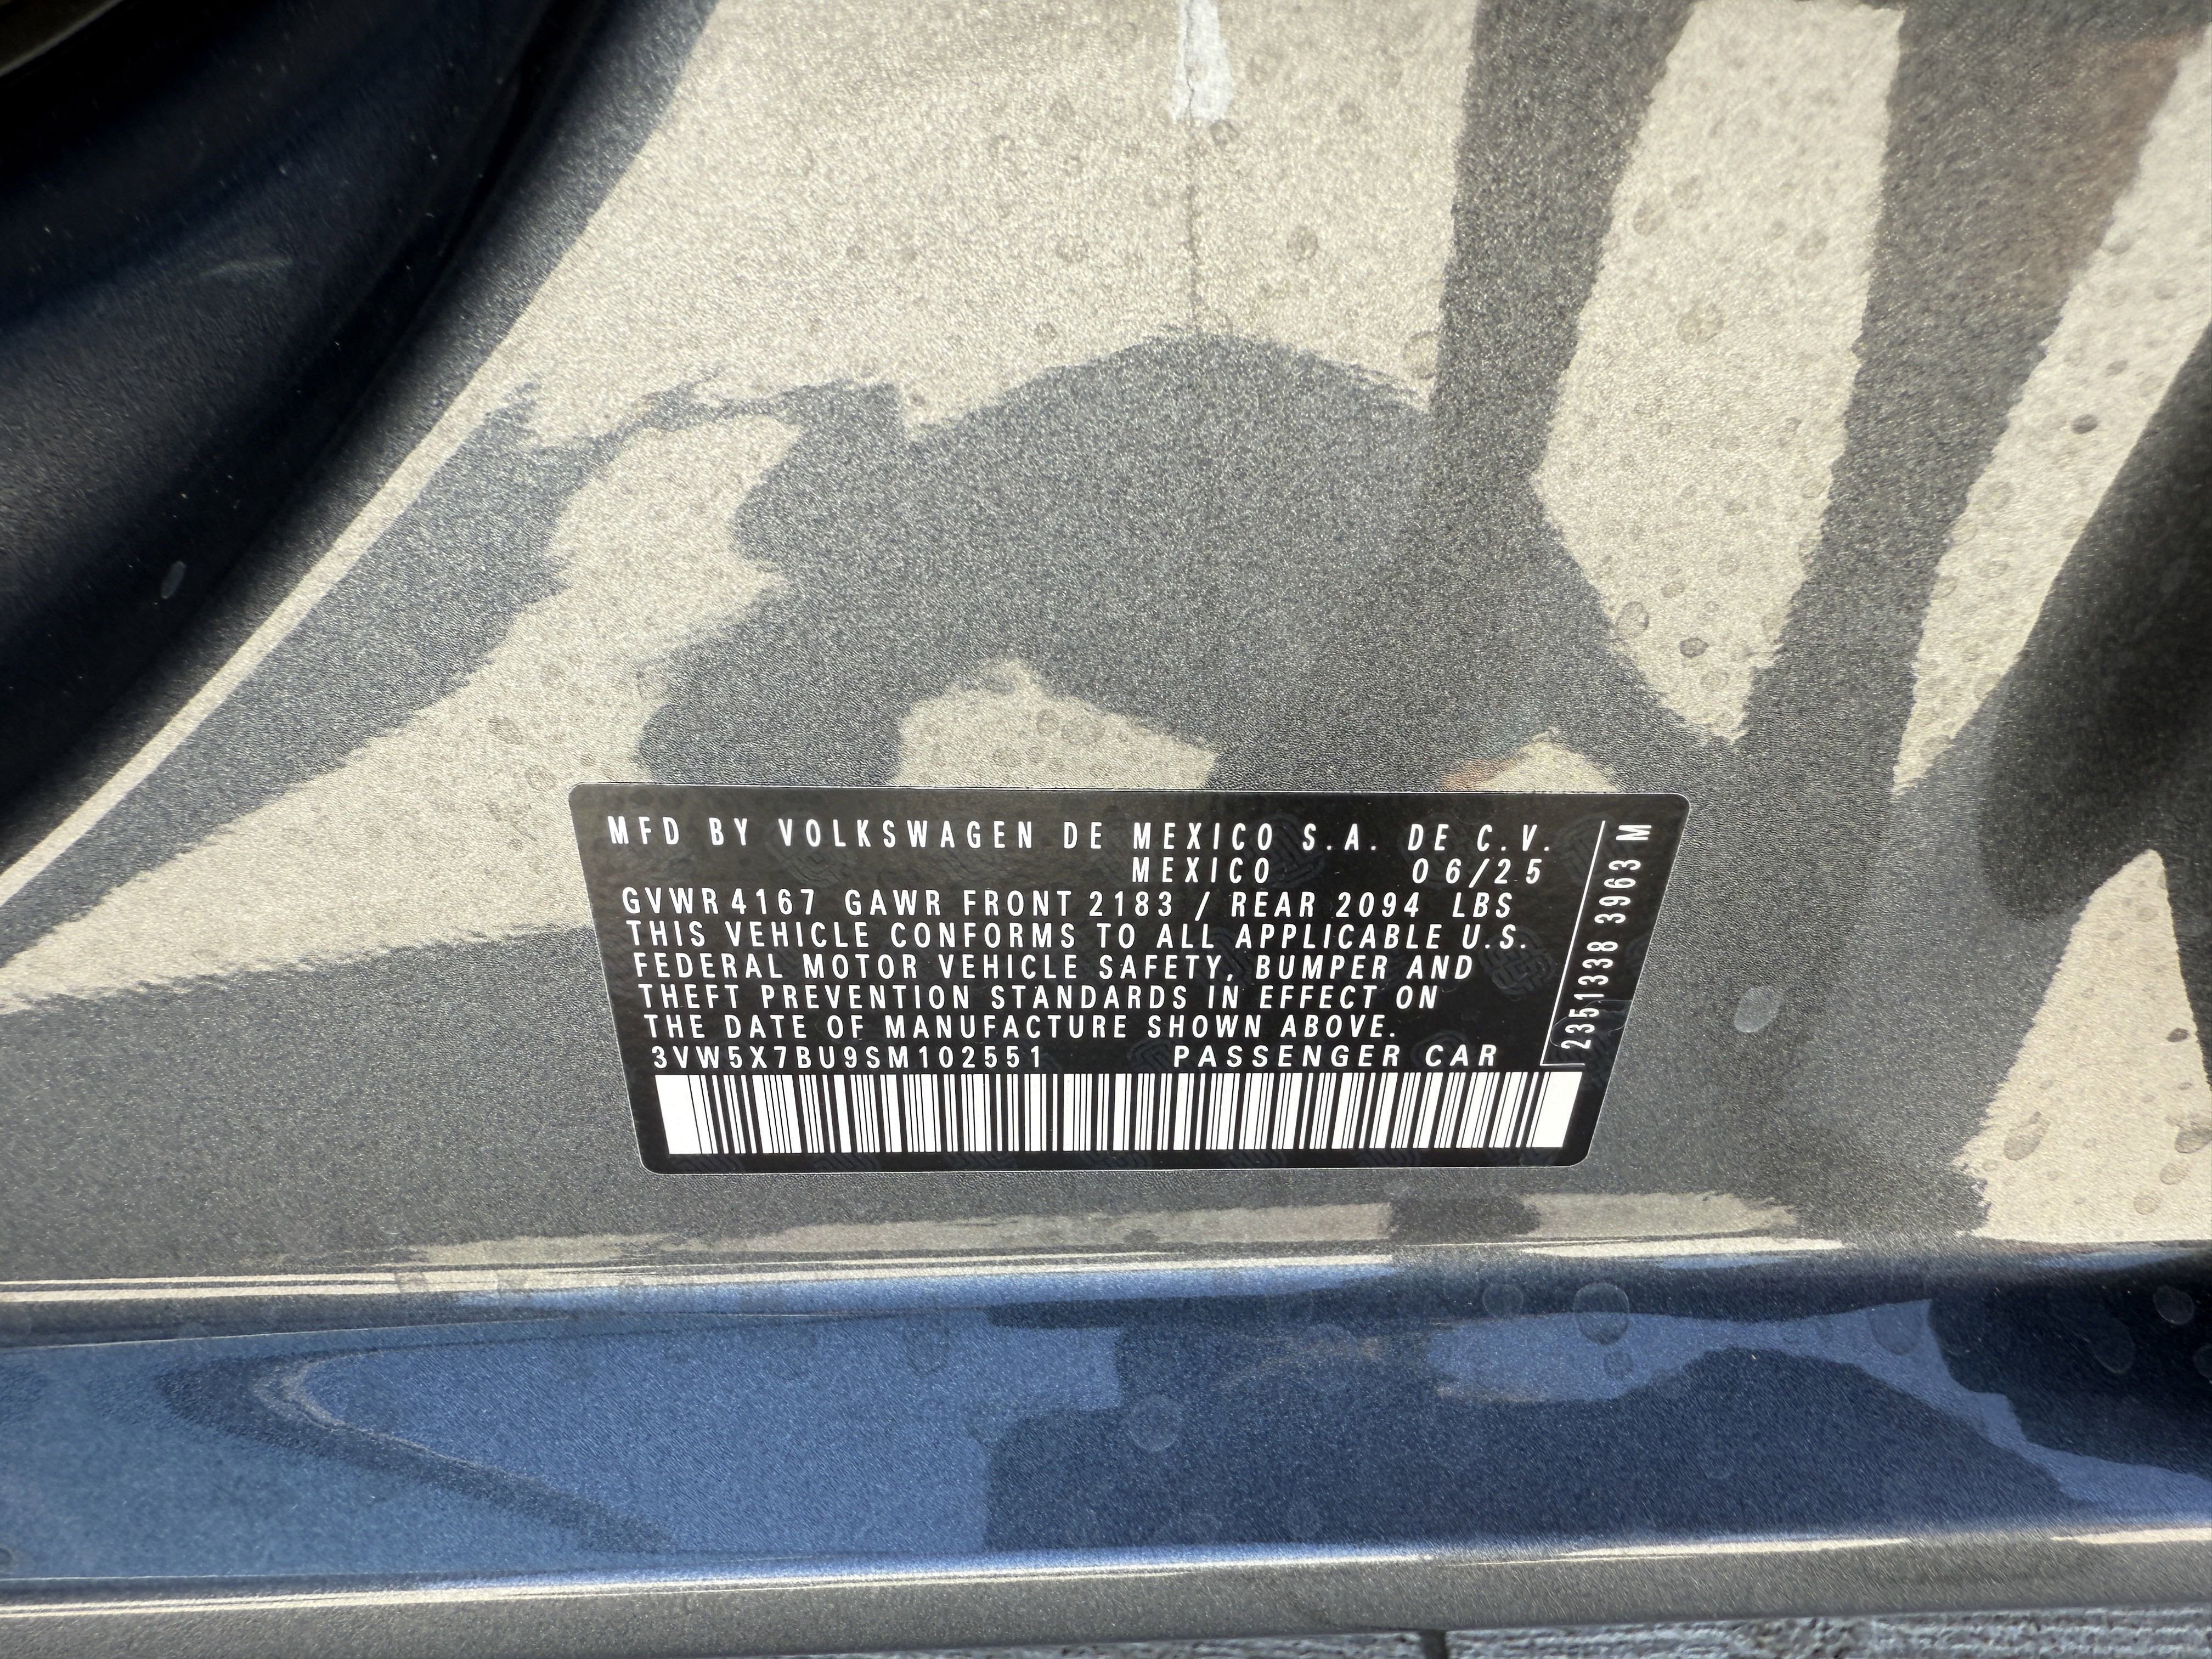 MFD BY VOLKSWAGEN DE MEXICO S.A. DE C.V.
MEXICO 06/25
GVWR 4167 GAWR FRONT 2183 / REAR 2094 LBS
THIS VEHICLE CONFORMS TO ALL APPLICABLE U.S.
FEDERAL MOTOR VEHICLE SAFETY, BUMPER AND
THEFT PREVENTION STANDARDS IN EFFECT ON
THE DATE OF MANUFACTURE SHOWN ABOVE.
3VW5X7BU9SM102551 PASSENGER CAR
2351338 3963 M